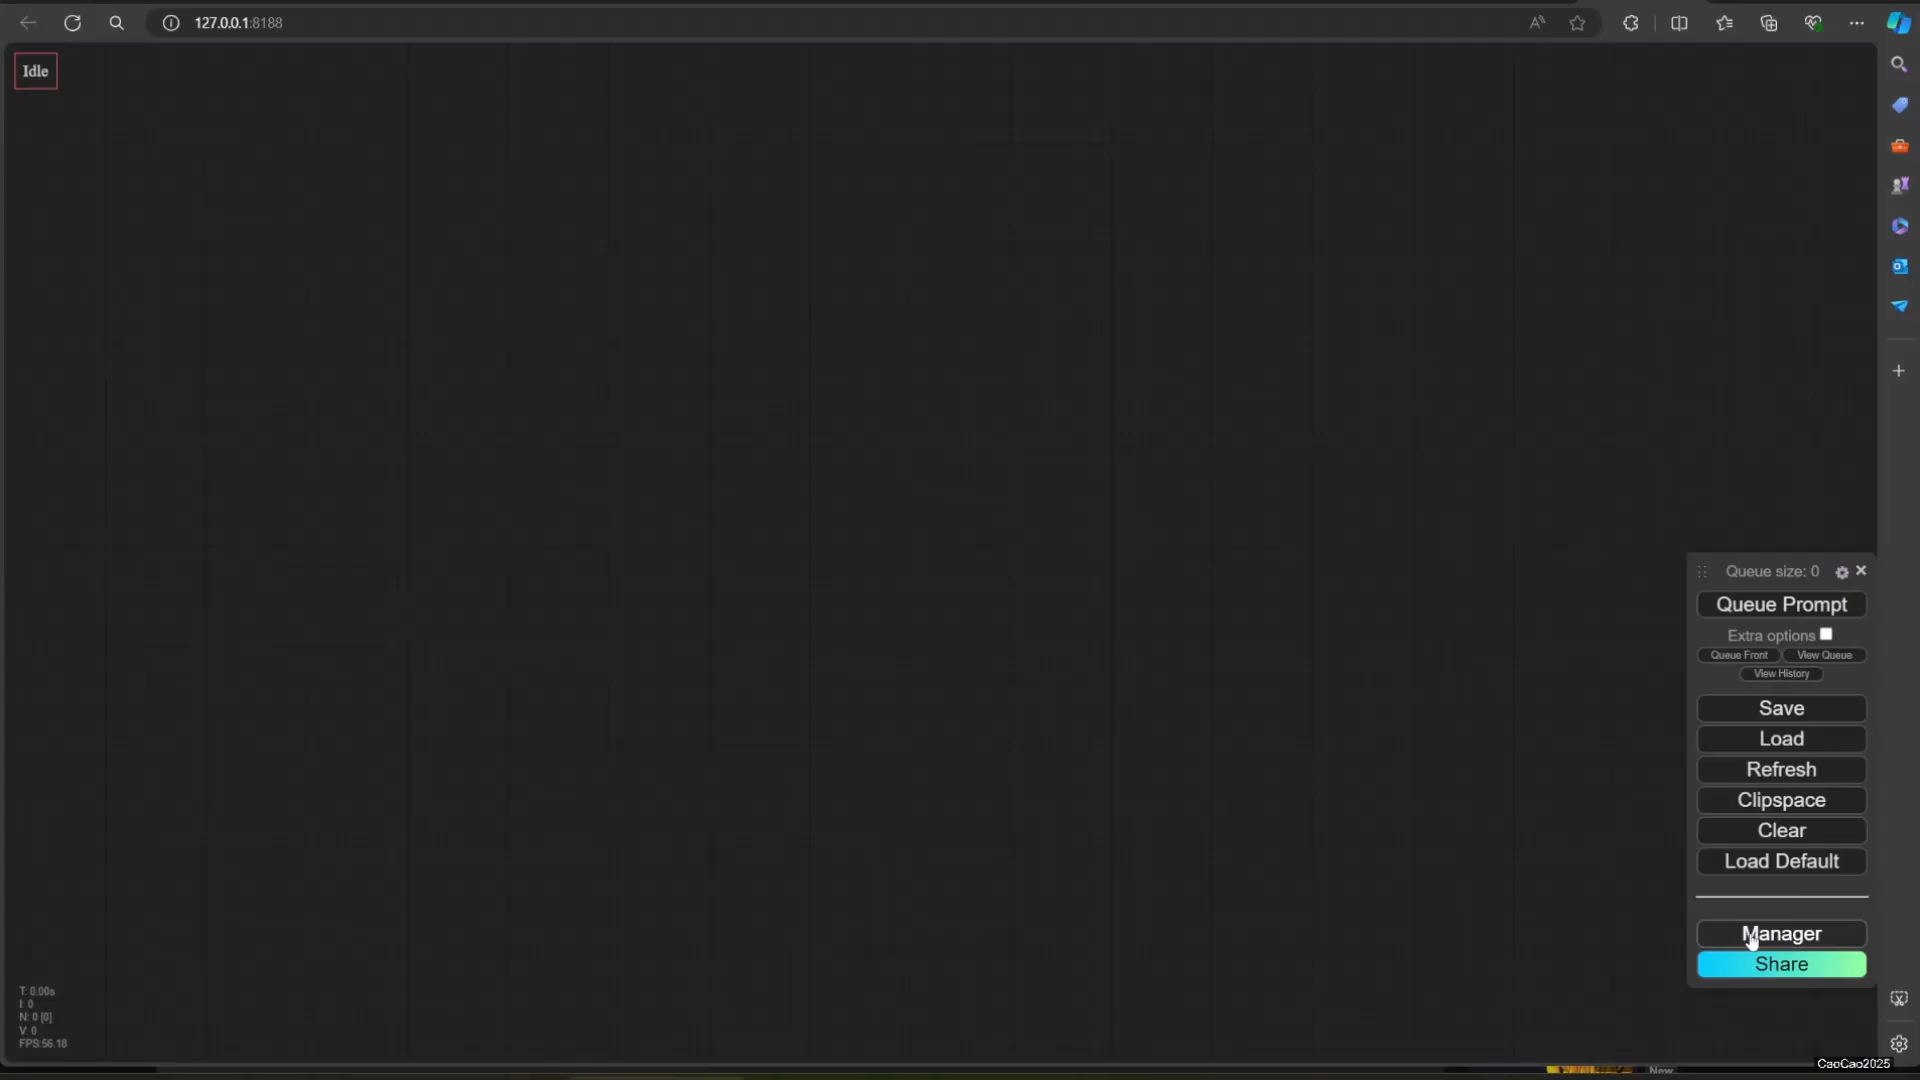 127.0.0.1:8188
Idle
Queue size: 0
Queue Prompt
Extra options
Queue Front View Queue
View History
Save
Load
Refresh
Clipspace
Clear
Load Default
Manager
Share
T: 0.00s
I: 0
N: 0 [0]
V: 0
FPS:56.18
CaoCao2025
New